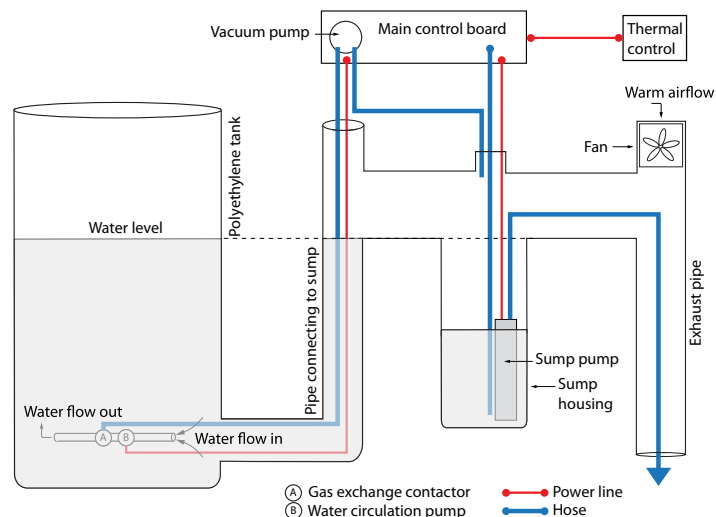 Vacuum pump
Main control board
Thermal
control
Warm airflow
Fan
Polyethylene tank
Water level
Pipe connecting to sump
Exhaust pipe
Sump pump
Sump
housing
Water flow out
A
B
Water flow in
A Gas exchange contactor
B Water circulation pump
Power line
Hose